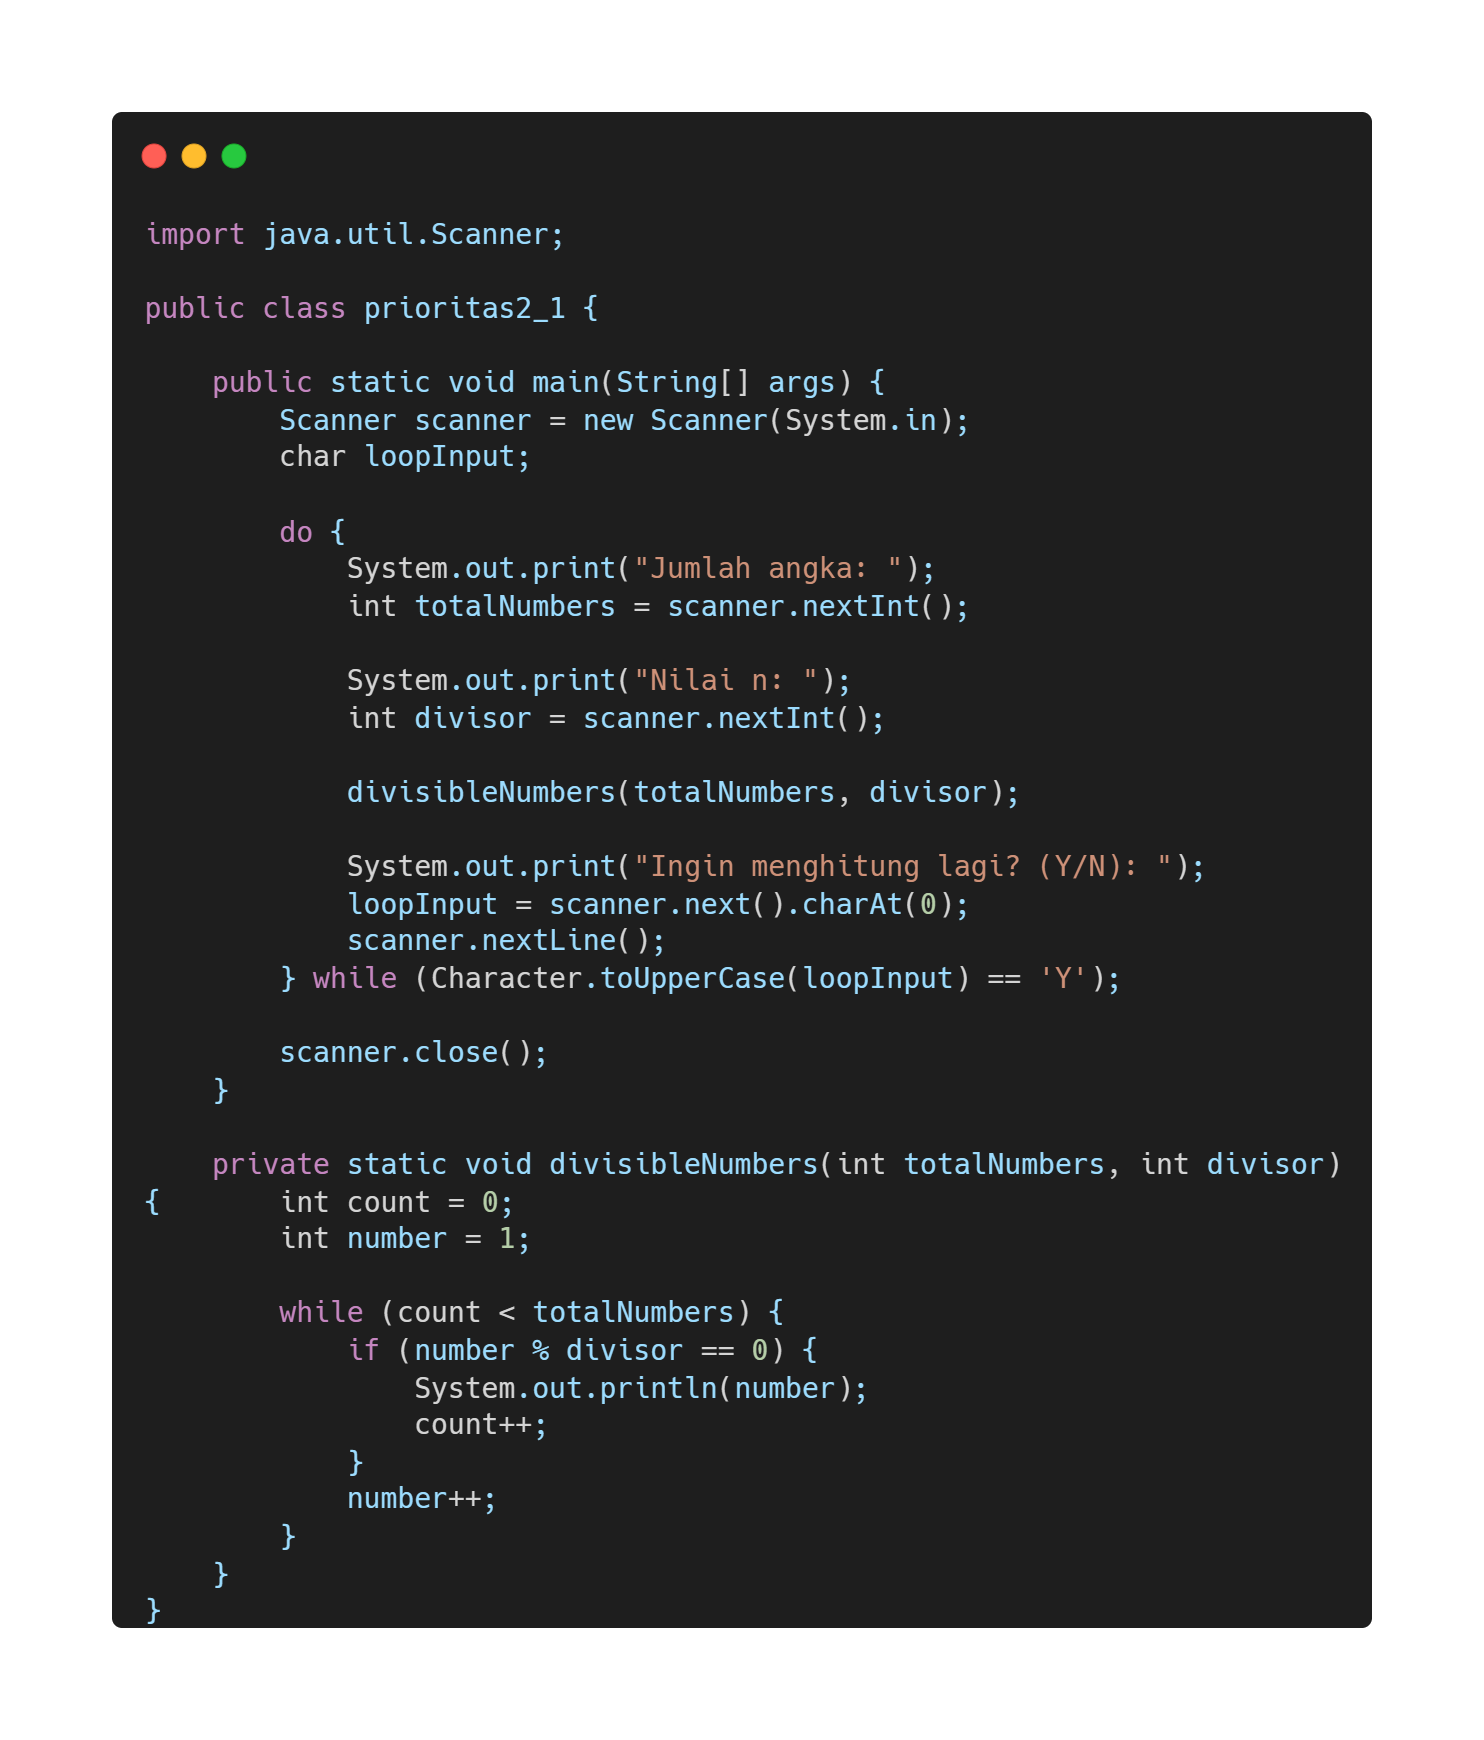 import java.util.Scanner;
public class prioritas2_1 {
    public static void main(String[] args) {
        Scanner scanner = new Scanner(System.in);
        char loopInput;
        do {
            System.out.print("Jumlah angka: ");
            int totalNumbers = scanner.nextInt();
            System.out.print("Nilai n: ");
            int divisor = scanner.nextInt();
            divisibleNumbers(totalNumbers, divisor);
            System.out.print("Ingin menghitung lagi? (Y/N): ");
            loopInput = scanner.next().charAt(0);
            scanner.nextLine();
        } while (Character.toUpperCase(loopInput) == 'Y');
        scanner.close();
    }
    private static void divisibleNumbers(int totalNumbers, int divisor)
{       int count = 0;
        int number = 1;
        while (count < totalNumbers) {
            if (number % divisor == 0) {
                System.out.println(number);
                count++;
            }
            number++;
        }
    }
}